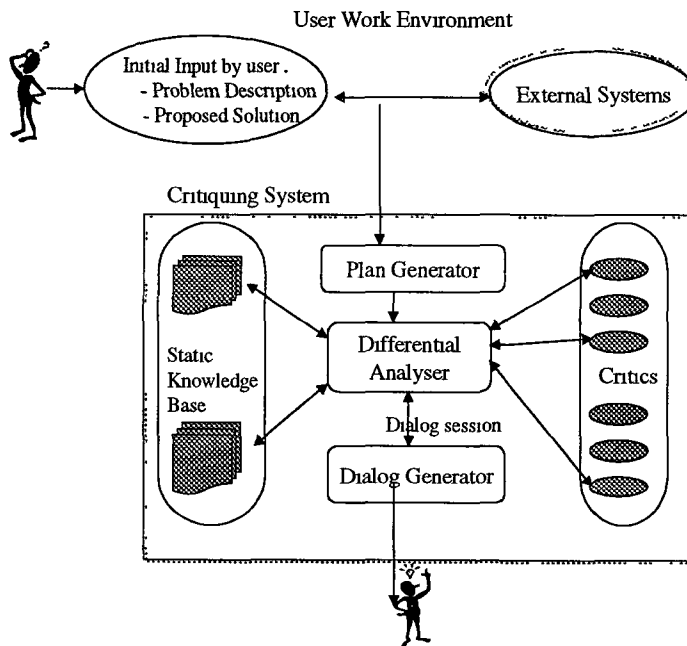 User Work Environment
Initial Input by user .
- Problem Description
- Proposed Solution
External Systems
Critiquing System
Plan Generator
Differential
Analyser
Static
Knowledge
Base
Critics
Dialog session
Dialog Generator